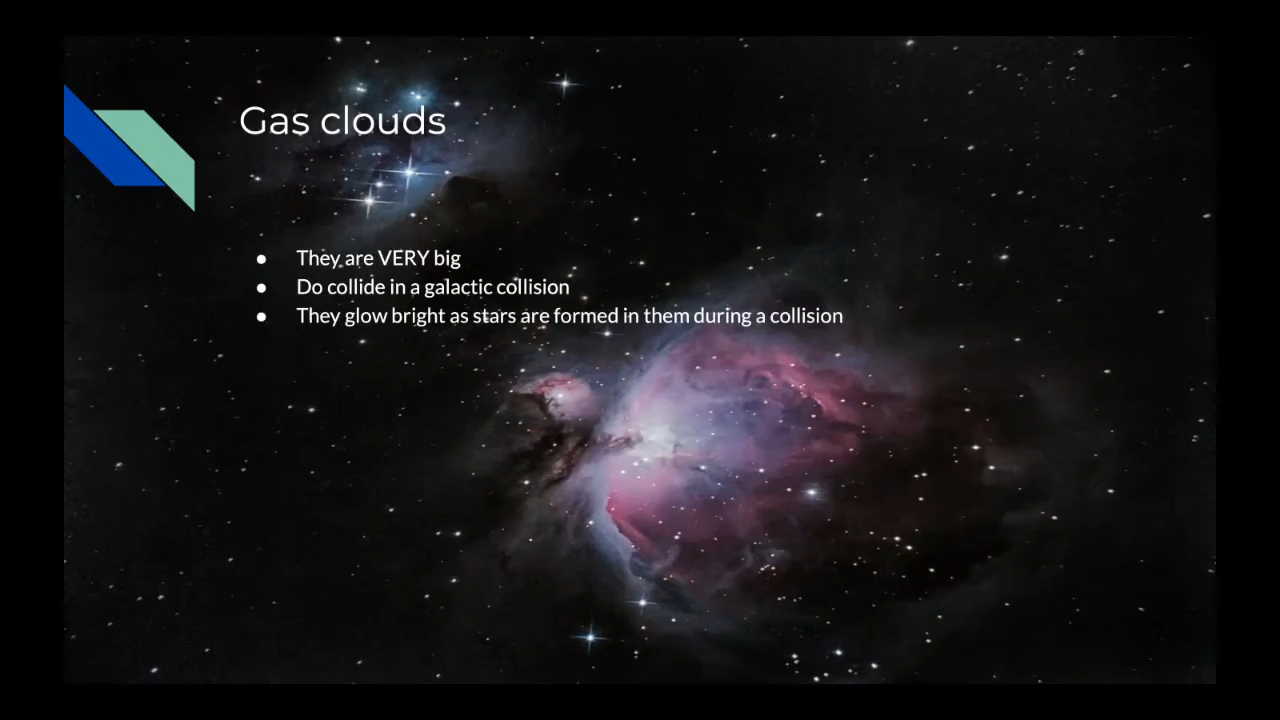 Gas clouds
● They are VERY big
● Do collide in a galactic collision
● They glow bright as stars are formed in them during a collision